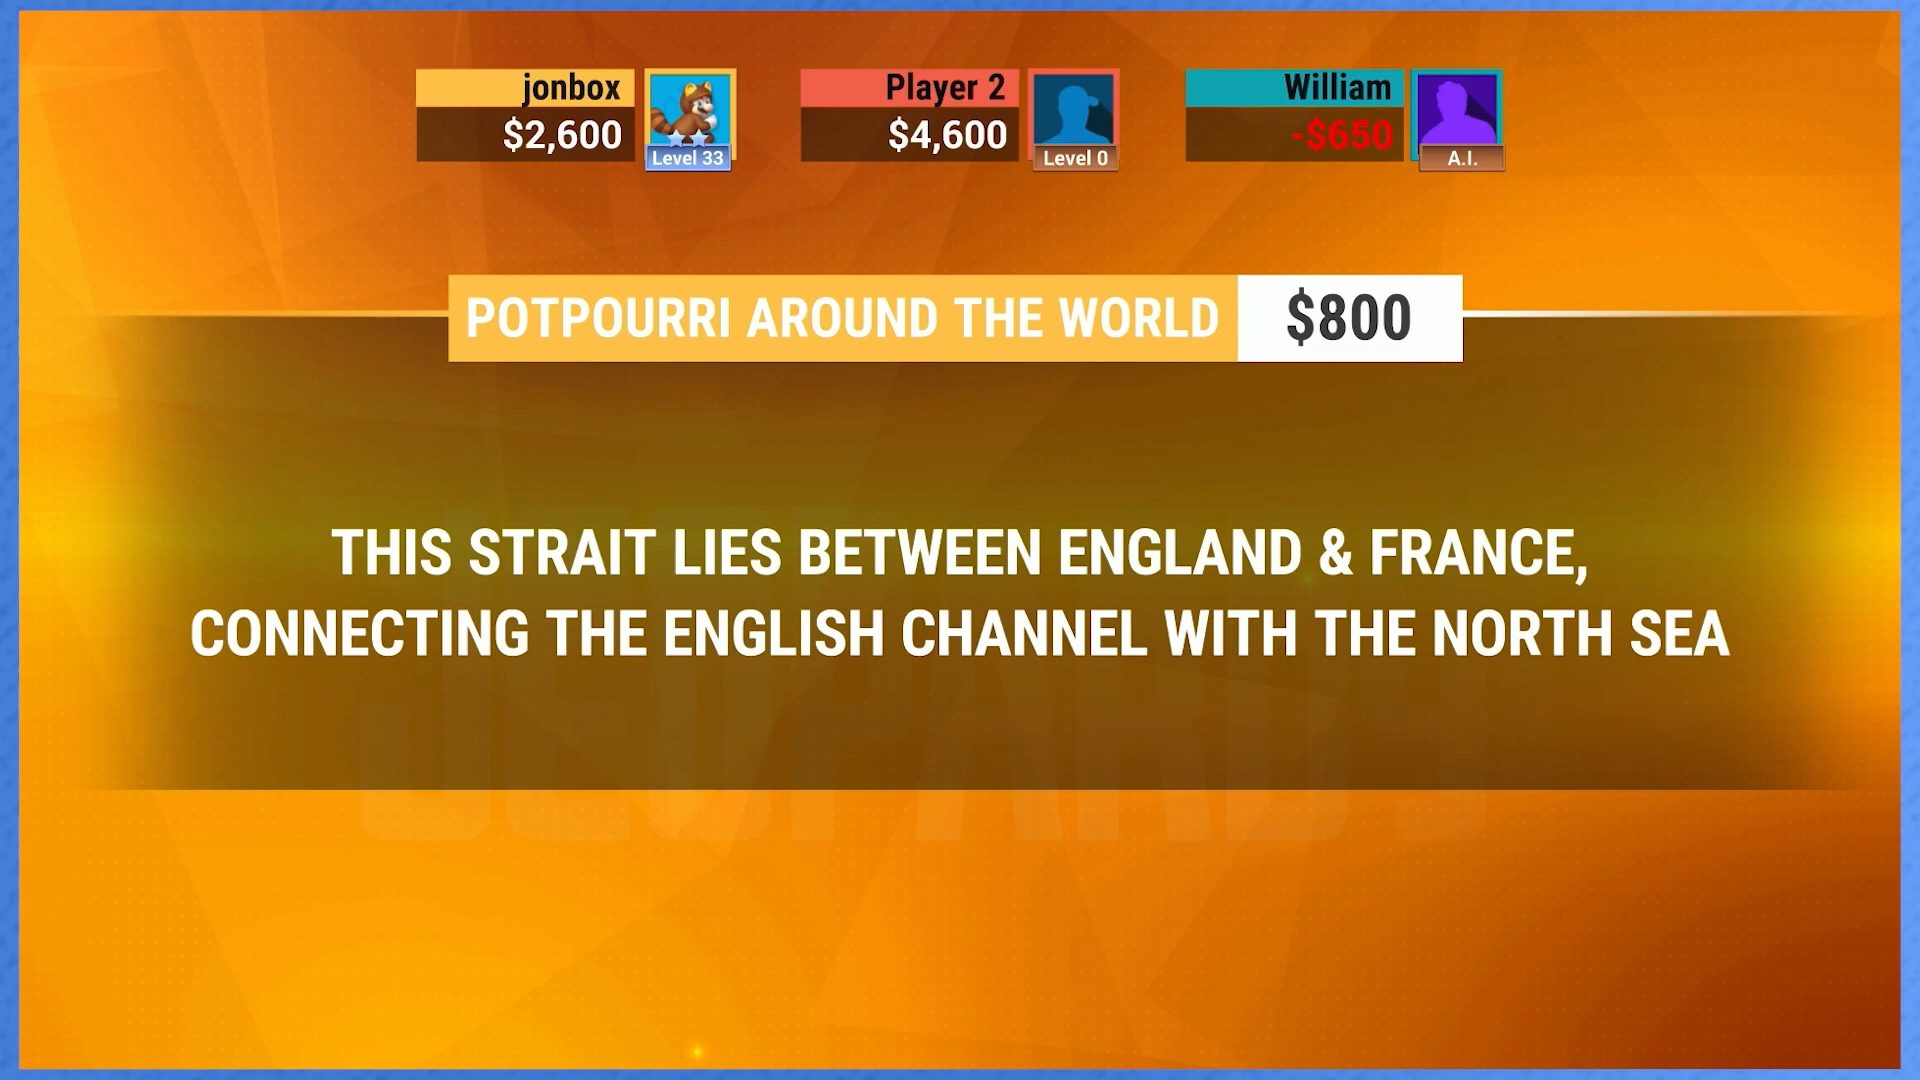 jonbox
$2,600
Level 33
Player 2
$4,600
Level 0
William
-$650
A.I.
POTPOURRI AROUND THE WORLD $800
THIS STRAIT LIES BETWEEN ENGLAND & FRANCE,
CONNECTING THE ENGLISH CHANNEL WITH THE NORTH SEA
JEOPARDY